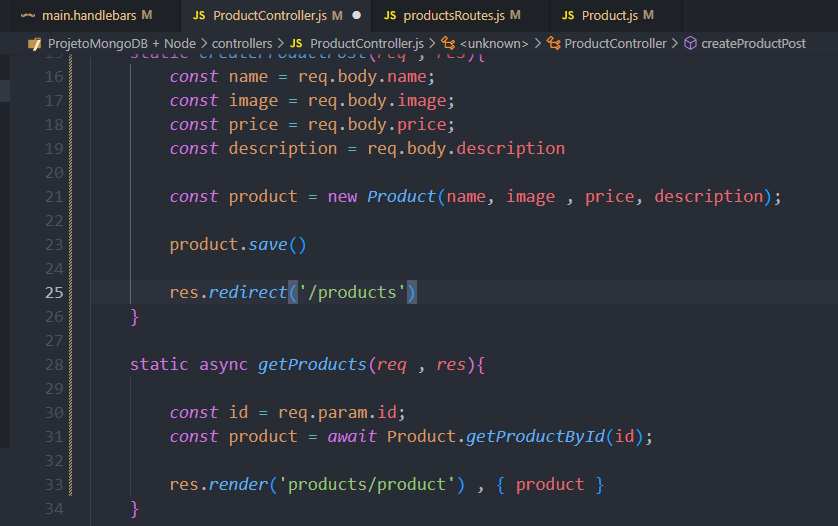 main.handlebars M
JS ProductController.js M ●
JS productsRoutes.js M
JS Product.js M
ProjetoMongoDB + Node > controllers > JS ProductController.js > <unknown> > ProductController > createProductPost
15 static createProductPost(req , res){
16 const name = req.body.name;
17 const image = req.body.image;
18 const price = req.body.price;
19 const description = req.body.description
20
21 const product = new Product(name, image , price, description);
22
23 product.save()
24
25 res.redirect('/products')
26 }
27
28 static async getProducts(req , res){
29
30 const id = req.param.id;
31 const product = await Product.getProductById(id);
32
33 res.render('products/product') , { product }
34 }